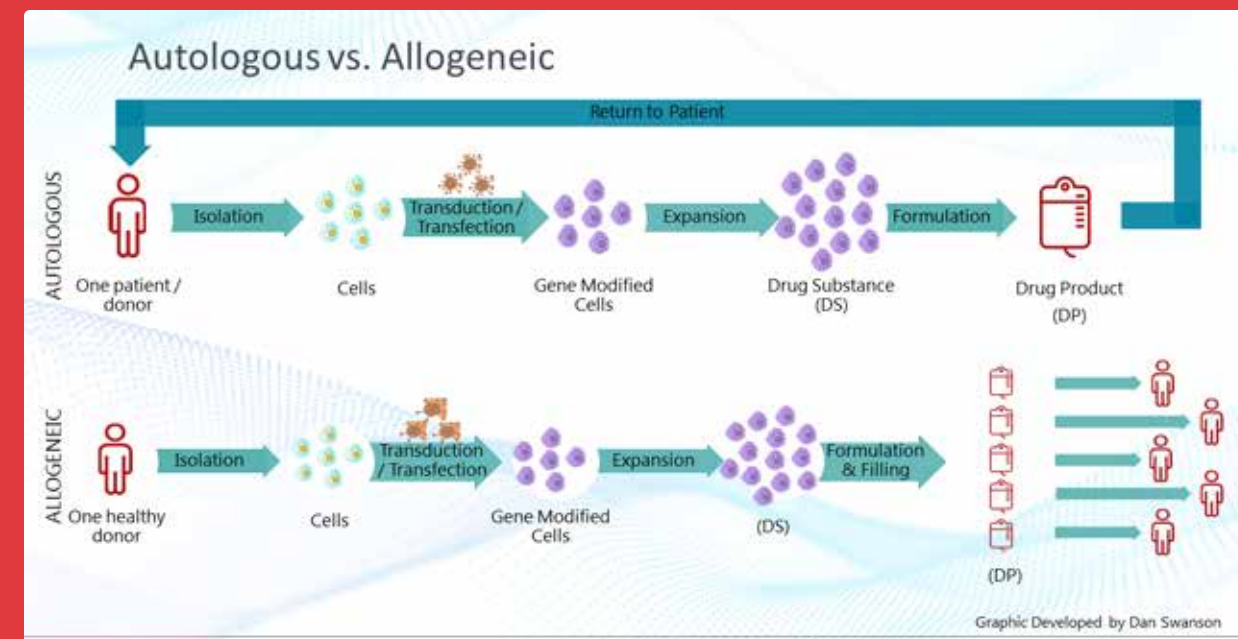 Autologous vs. Allogeneic
Return to Patient
AUTOLOGOUS
Isolation
Transduction /
Transfection
Expansion
Formulation
One patient /
donor
Cells
Gene Modified
Cells
Drug Substance
(DS)
Drug Product
(DP)
ALLOGENEIC
Isolation
Transduction
/ Transfection
Expansion
Formulation
& Filling
One healthy
donor
Cells
Gene Modified
Cells
(DS)
(DP)
Graphic Developed by Dan Swanson